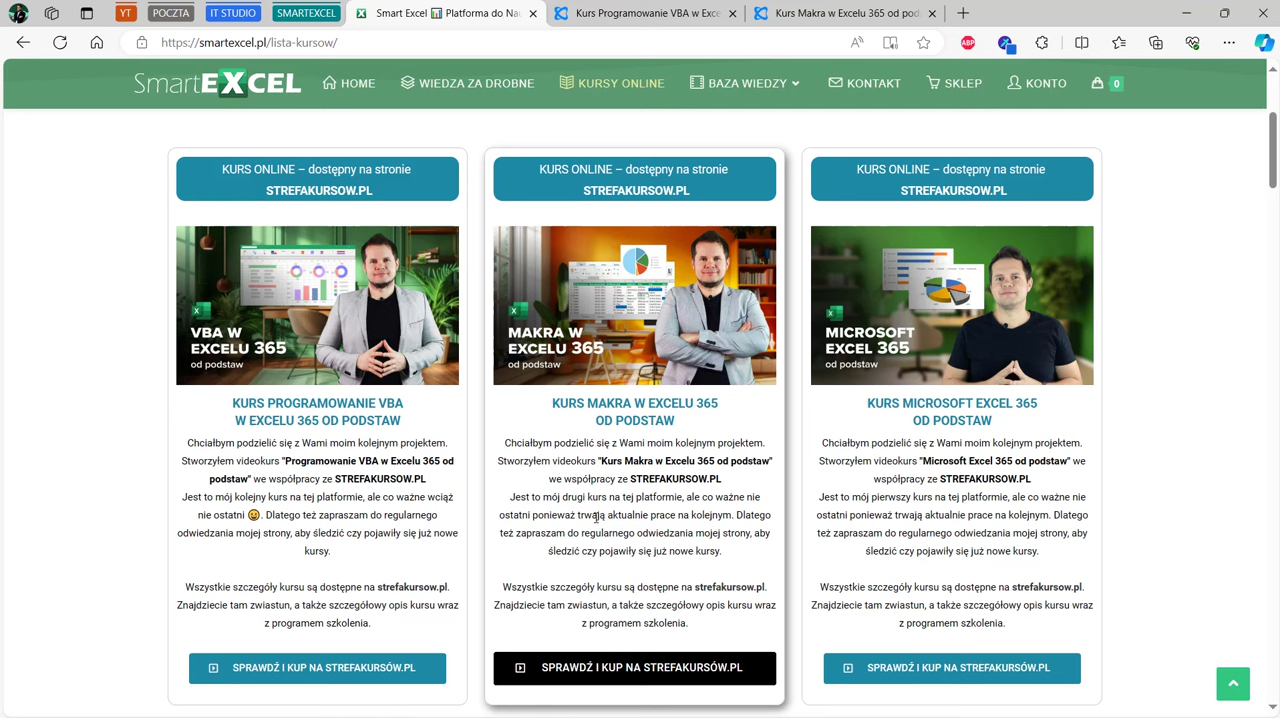 YT
POCZTA
IT STUDIO
SMARTEXCEL
Smart Excel 📊 Platforma do Nau
Kurs Programowanie VBA w Exce
Kurs Makra w Excelu 365 od pod
https://smartexcel.pl/lista-kursow/
ABP
SmartEXCEL
HOME
WIEDZA ZA DROBNE
KURSY ONLINE
BAZA WIEDZY
KONTAKT
SKLEP
KONTO
0
KURS ONLINE – dostępny na stronie
STREFAKURSOW.PL
VBA W
EXCELU 365
od podstaw
KURS PROGRAMOWANIE VBA
W EXCELU 365 OD PODSTAW
Chciałbym podzielić się z Wami moim kolejnym projektem.
Stworzyłem videokurs "Programowanie VBA w Excelu 365 od
podstaw" we współpracy ze STREFAKURSOW.PL
Jest to mój kolejny kurs na tej platformie, ale co ważne wciąż
nie ostatni 😀. Dlatego też zapraszam do regularnego
odwiedzania mojej strony, aby śledzić czy pojawiły się już nowe
kursy.
Wszystkie szczegóły kursu są dostępne na strefakursow.pl.
Znajdziecie tam zwiastun, a także szczegółowy opis kursu wraz
z programem szkolenia.
SPRAWDŹ I KUP NA STREFAKURSÓW.PL
KURS ONLINE – dostępny na stronie
STREFAKURSOW.PL
MAKRA W
EXCELU 365
od podstaw
KURS MAKRA W EXCELU 365
OD PODSTAW
Chciałbym podzielić się z Wami moim kolejnym projektem.
Stworzyłem videokurs "Kurs Makra w Excelu 365 od podstaw"
we współpracy ze STREFAKURSOW.PL
Jest to mój drugi kurs na tej platformie, ale co ważne nie
ostatni ponieważ trwają aktualnie prace na kolejnym. Dlatego
też zapraszam do regularnego odwiedzania mojej strony, aby
śledzić czy pojawiły się już nowe kursy.
Wszystkie szczegóły kursu są dostępne na strefakursow.pl.
Znajdziecie tam zwiastun, a także szczegółowy opis kursu wraz
z programem szkolenia.
SPRAWDŹ I KUP NA STREFAKURSÓW.PL
KURS ONLINE – dostępny na stronie
STREFAKURSOW.PL
MICROSOFT
EXCEL 365
od podstaw
KURS MICROSOFT EXCEL 365
OD PODSTAW
Chciałbym podzielić się z Wami moim kolejnym projektem.
Stworzyłem videokurs "Microsoft Excel 365 od podstaw" we
współpracy ze STREFAKURSOW.PL
Jest to mój pierwszy kurs na tej platformie, ale co ważne nie
ostatni ponieważ trwają aktualnie prace na kolejnym. Dlatego
też zapraszam do regularnego odwiedzania mojej strony, aby
śledzić czy pojawiły się już nowe kursy.
Wszystkie szczegóły kursu są dostępne na strefakursow.pl.
Znajdziecie tam zwiastun, a także szczegółowy opis kursu wraz
z programem szkolenia.
SPRAWDŹ I KUP NA STREFAKURSÓW.PL